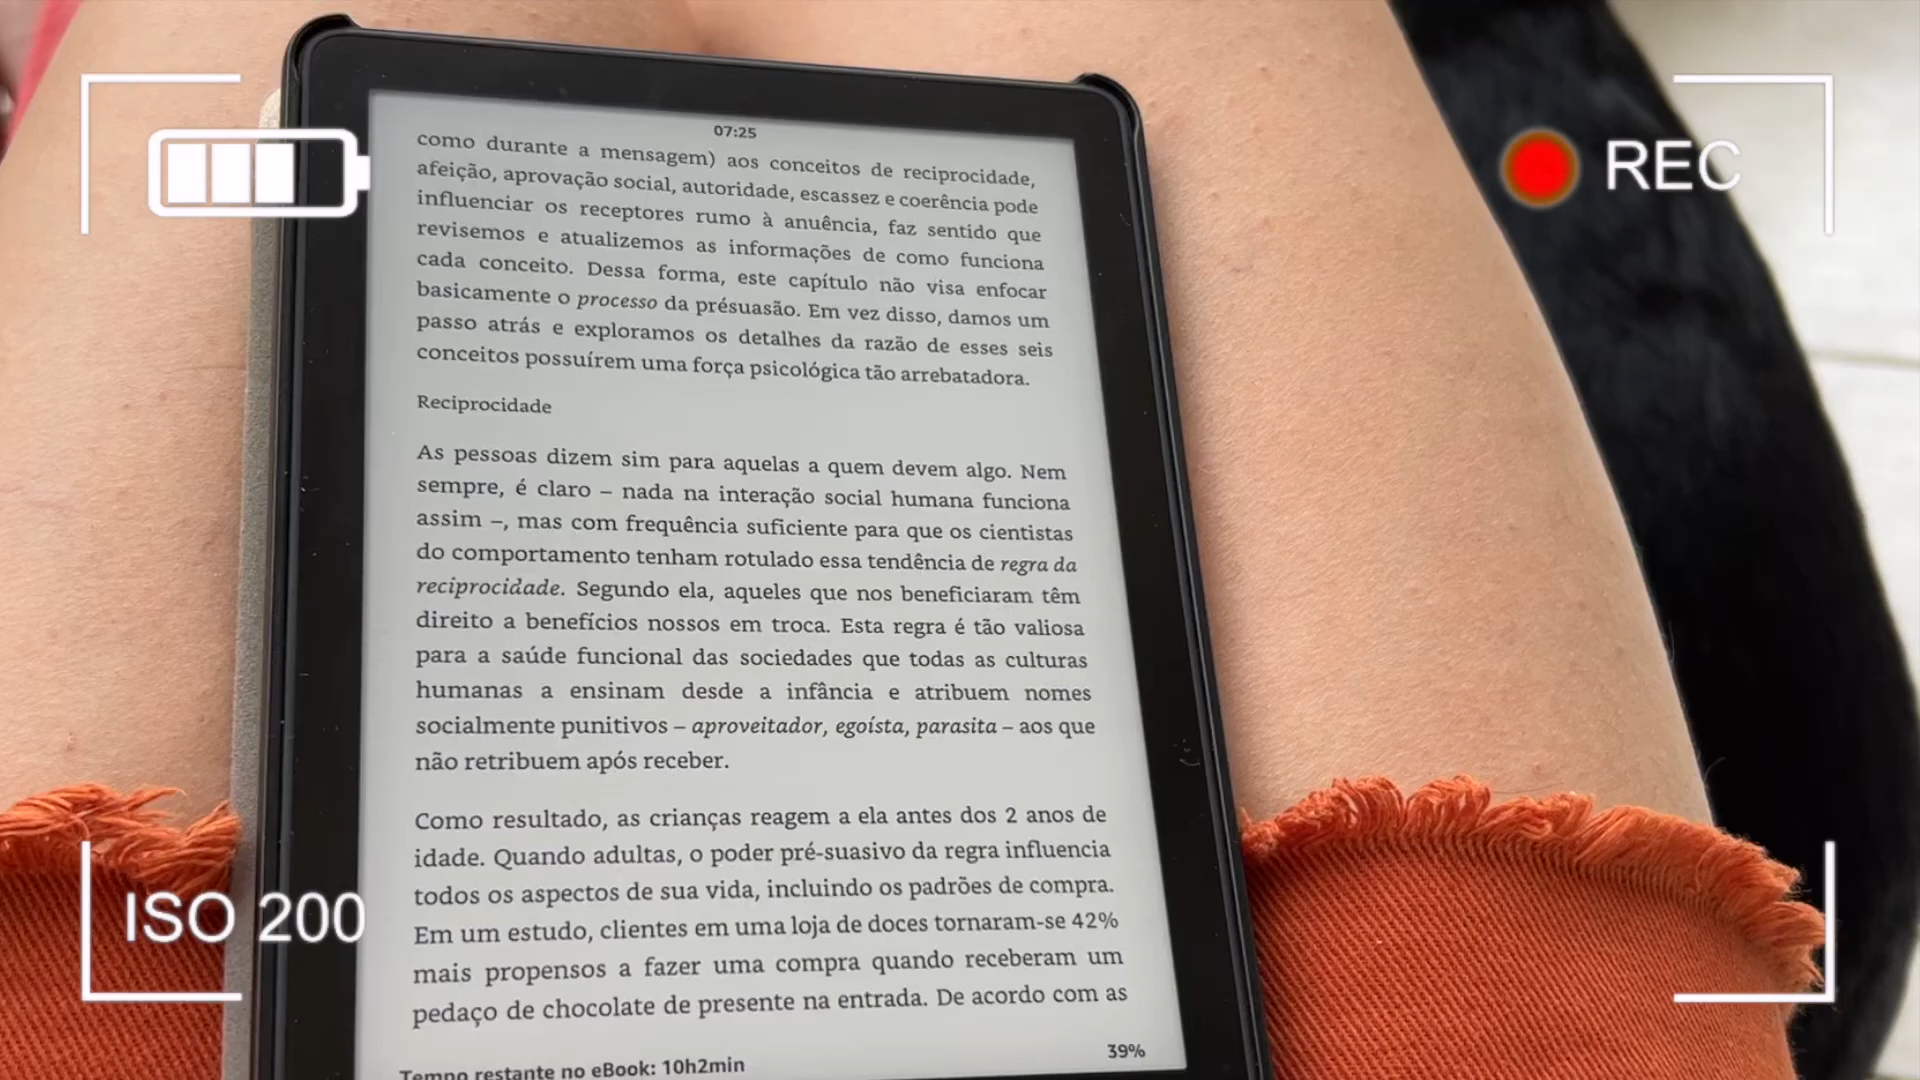 07:25
REC
como durante a mensagem) aos conceitos de reciprocidade,
afeição, aprovação social, autoridade, escassez e coerência pode
influenciar os receptores rumo à anuência, faz sentido que
revisemos e atualizemos as informações de como funciona
cada conceito. Dessa forma, este capítulo não visa enfocar
basicamente o processo da présuasão. Em vez disso, damos um
passo atrás e exploramos os detalhes da razão de esses seis
conceitos possuírem uma força psicológica tão arrebatadora.
Reciprocidade
As pessoas dizem sim para aquelas a quem devem algo. Nem
sempre, é claro – nada na interação social humana funciona
assim –, mas com frequência suficiente para que os cientistas
do comportamento tenham rotulado essa tendência de regra da
reciprocidade. Segundo ela, aqueles que nos beneficiaram têm
direito a benefícios nossos em troca. Esta regra é tão valiosa
para a saúde funcional das sociedades que todas as culturas
humanas a ensinam desde a infância e atribuem nomes
socialmente punitivos – aproveitador, egoísta, parasita – aos que
não retribuem após receber.
Como resultado, as crianças reagem a ela antes dos 2 anos de
idade. Quando adultas, o poder pré-suasivo da regra influencia
todos os aspectos de sua vida, incluindo os padrões de compra.
Em um estudo, clientes em uma loja de doces tornaram-se 42%
mais propensos a fazer uma compra quando receberam um
pedaço de chocolate de presente na entrada. De acordo com as
ISO 200
Tempo restante no eBook: 10h2min
39%